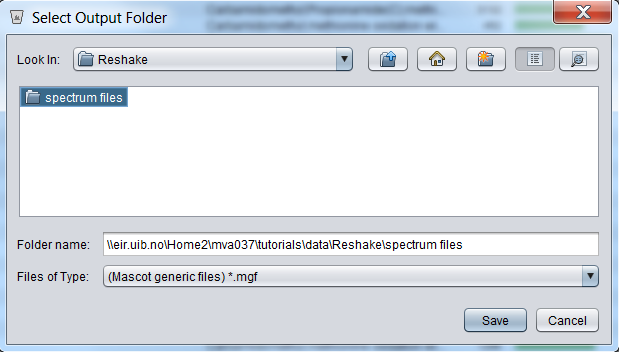 Select Output Folder
Look In: Reshake
spectrum files
Folder name: \\eir.uib.no\Home2\mva037\tutorials\data\Reshake\spectrum files
Files of Type: (Mascot generic files) *.mgf
Save Cancel